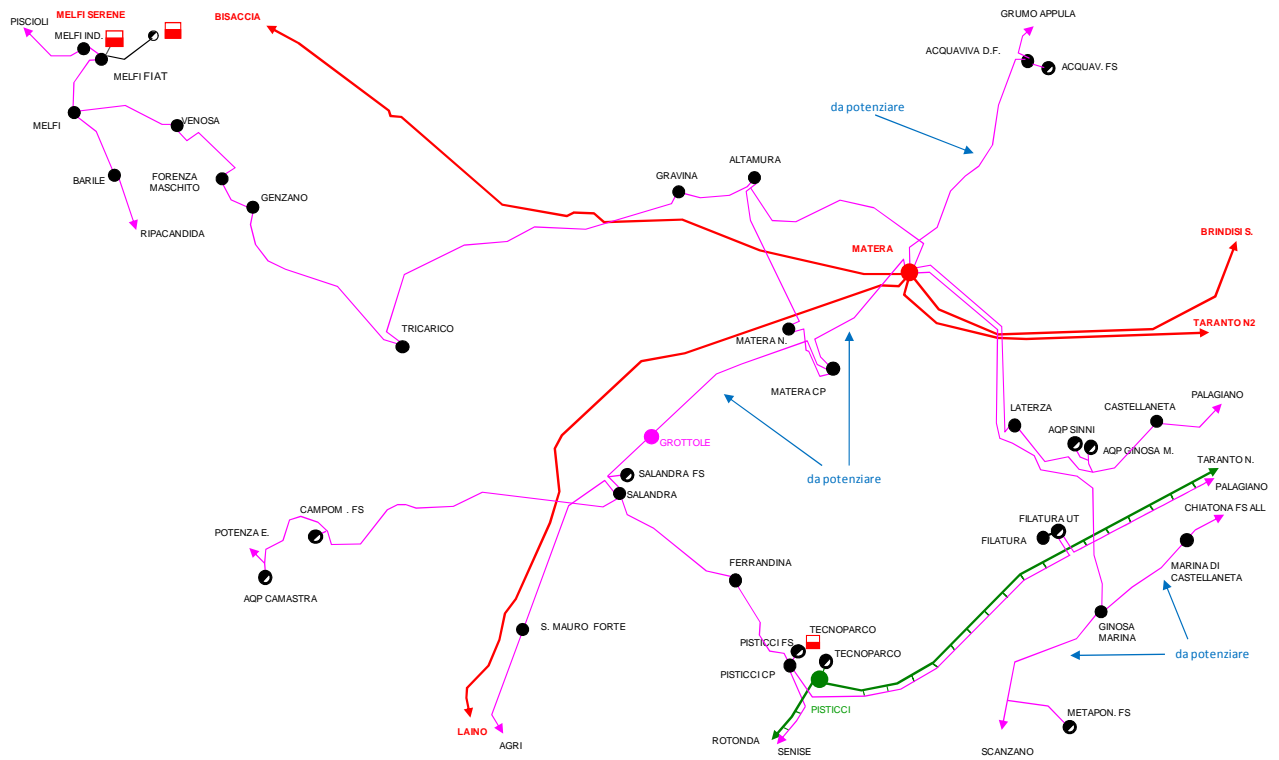 MELFI SERENE
PISCIOLI
MELFI IND.
MELFI FIAT
BISACCIA
GRUMO APPULA
ACQUAVIVA D.F.
ACQUAV. FS
da potenziare
MELFI
VENOSA
BARILE
FORENZA
MASCHITO
GENZANO
RIPACANDIDA
GRAVINA
ALTAMURA
MATERA
BRINDISI S.
TARANTO N2
TRICARICO
MATERA N.
MATERA CP
LATERZA
CASTELLANETA
PALAGIANO
AQP SINNI
AQP GINOSA M.
GROTTOLE
da potenziare
TARANTO N.
PALAGIANO
SALANDRA FS
SALANDRA
CHIATONA FS ALL
CAMPOM . FS
POTENZA E.
FILATURA UT
FILATURA
AQP CAMASTRA
FERRANDINA
MARINA DI
CASTELLANETA
S. MAURO FORTE
TECNOPARCO
PISTICCI FS
TECNOPARCO
PISTICCI CP
GINOSA
MARINA
da potenziare
PISTICCI
METAPON. FS
LAINO
AGRI
ROTONDA
SENISE
SCANZANO